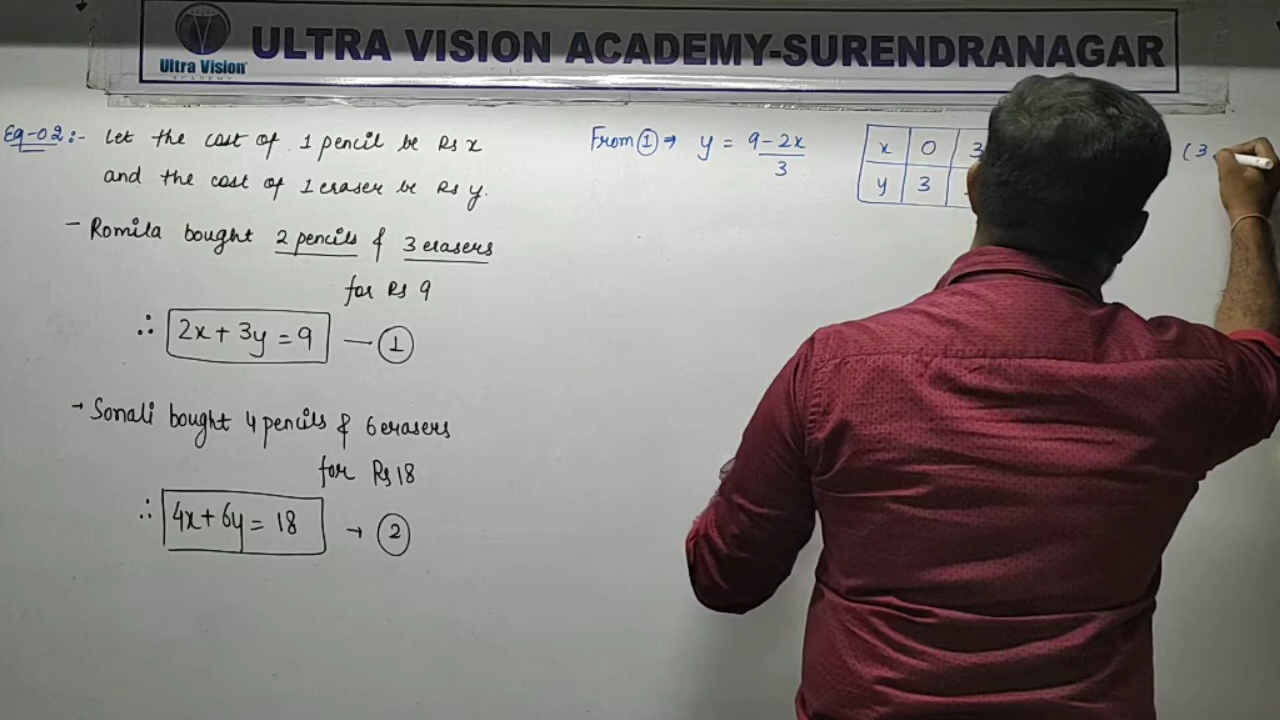 Ultra Vision
ACADEMY
ULTRA VISION ACADEMY-SURENDRANAGAR
Eg-02:- Let the cost of 1 pencil be Rs x
and the cost of 1 eraser be Rs y.
- Romila bought 2 pencils & 3 erasers
for Rs 9
∴ 2x + 3y = 9 — ①
→ Sonali bought 4 pencils & 6 erasers
for Rs 18
∴ 4x + 6y = 18 → ②
From ① → y = 9 - 2x
3
x 0 3
y 3
(3,